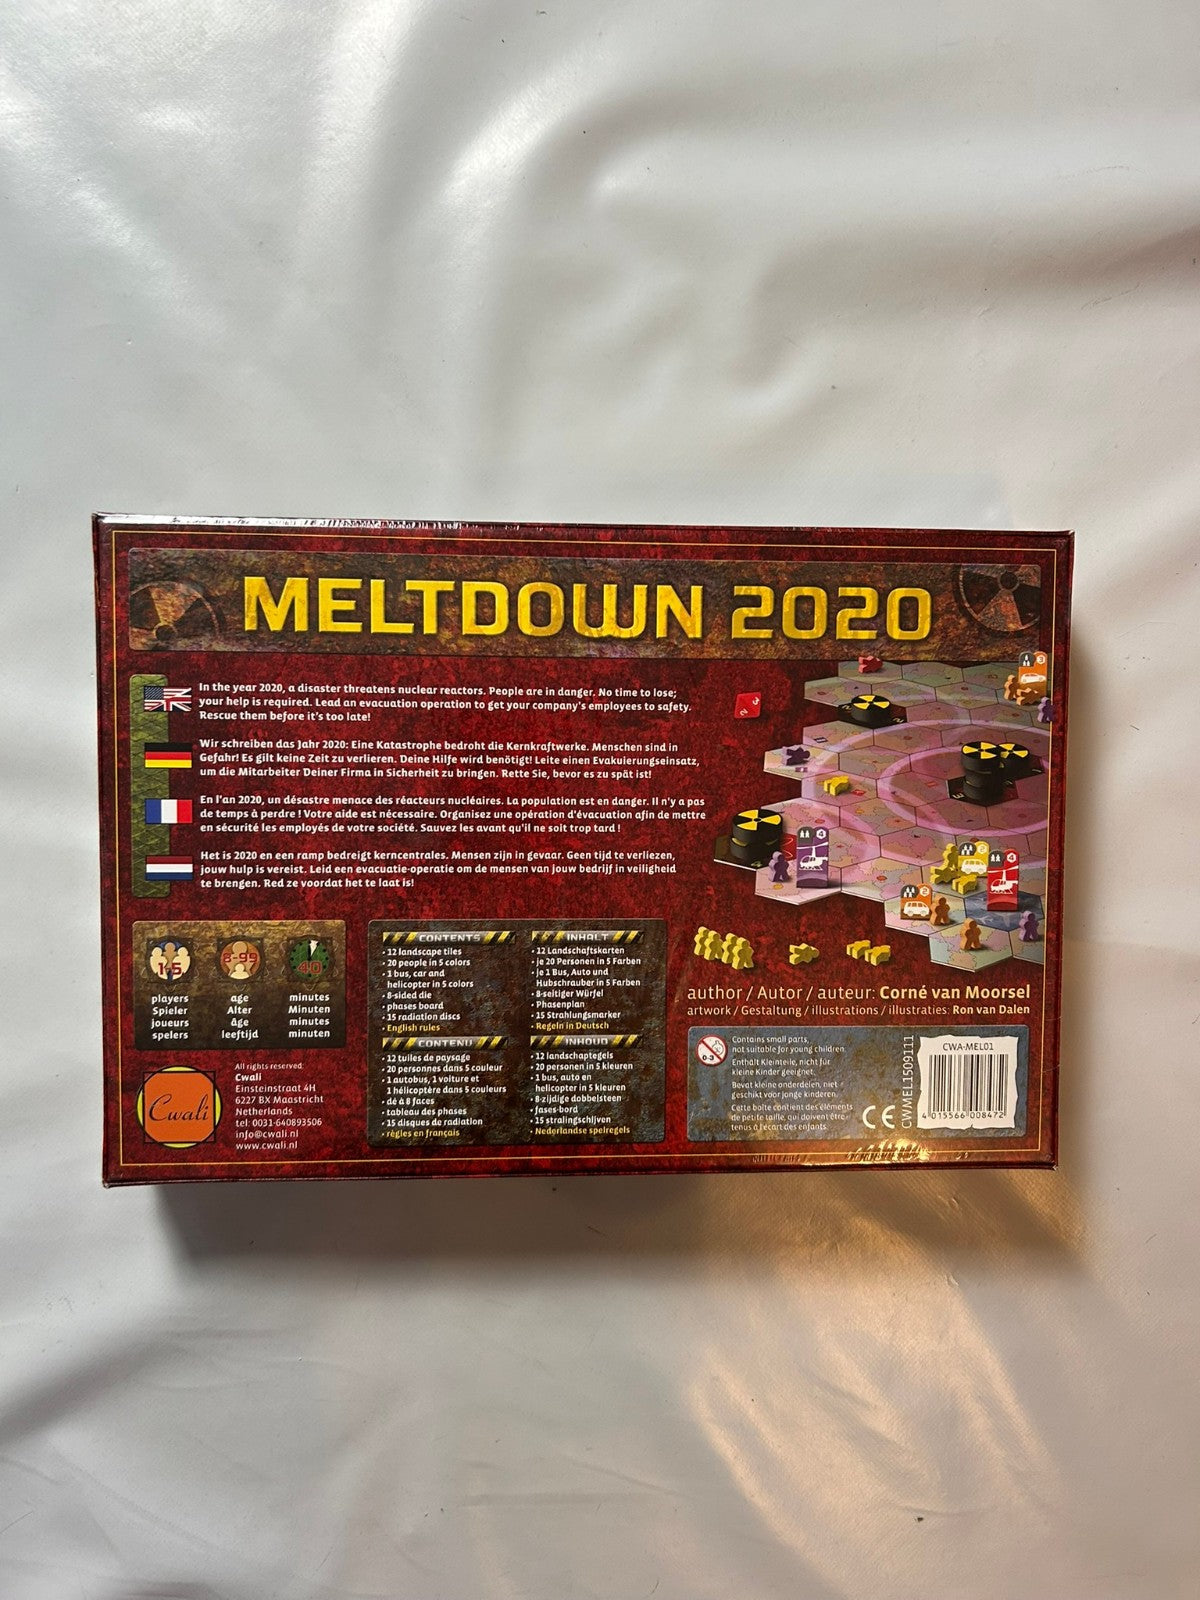 MELTDOWN 2020
In the year 2020, a disaster threatens nuclear reactors. People are in danger. No time to lose;
your help is required. Lead an evacuation operation to get your company's employees to safety.
Rescue them before it's too late!
Wir schreiben das Jahr 2020: Eine Katastrophe bedroht die Kernkraftwerke. Menschen sind in
Gefahr! Es gilt keine Zeit zu verlieren. Deine Hilfe wird benötigt! Leite einen Evakuierungseinsatz,
um die Mitarbeiter Deiner Firma in Sicherheit zu bringen. Rette Sie, bevor es zu spät ist!
En l'an 2020, un désastre menace des réacteurs nucléaires. La population est en danger. Il n'y a pas
de temps à perdre ! Votre aide est nécessaire. Organisez une opération d'évacuation afin de mettre
en sécurité les employés de votre société. Sauvez les avant qu'il ne soit trop tard !
Het is 2020 en een ramp bedreigt kerncentrales. Mensen zijn in gevaar. Geen tijd te verliezen,
jouw hulp is vereist. Leid een evacuatie-operatie om de mensen van jouw bedrijf in veiligheid
te brengen. Red ze voordat het te laat is!
1-5
players
Spieler
joueurs
spelers
8-99
age
Alter
âge
leeftijd
40
minutes
Minuten
minutes
minuten
CONTENTS
• 12 landscape tiles
• 20 people in 5 colors
• 1 bus, car and
helicopter in 5 colors
• 8-sided die
• phases board
• 15 radiation discs
• English rules
INHALT
• 12 Landschaftskarten
• je 20 Personen in 5 Farben
• je 1 Bus, Auto und
Hubschrauber in 5 Farben
• 8-seitiger Würfel
• Phasenplan
• 15 Strahlungsmarker
• Regeln in Deutsch
CONTENU
• 12 tuiles de paysage
• 20 personnes dans 5 couleur
• 1 autobus, 1 voiture et
1 hélicoptère dans 5 couleurs
• dé à 8 faces
• tableau des phases
• 15 disques de radiation
• règles en français
INHOUD
• 12 landschaptegels
• 20 personen in 5 kleuren
• 1 bus, auto en
helicopter in 5 kleuren
• 8-zijdige dobbelsteen
• fases-bord
• 15 stralingschijven
• Nederlandse spelregels
Cwali
All rights reserved:
Cwali
Einsteinstraat 4H
6227 BX Maastricht
Netherlands
tel: 0031-640893506
info@cwali.nl
www.cwali.nl
author / Autor / auteur: Corné van Moorsel
artwork / Gestaltung / illustrations / illustraties: Ron van Dalen
0-3
Contains small parts,
not suitable for young children.
Enthält Kleinteile, nicht für
kleine Kinder geeignet.
Bevat kleine onderdelen, niet
geschikt voor jonge kinderen.
Cette boîte contient des éléments
de petite taille, qui doivent être
tenus à l'écart des enfants.
CE
CWMEL1509111
CWA-MEL01
4 015566 008472